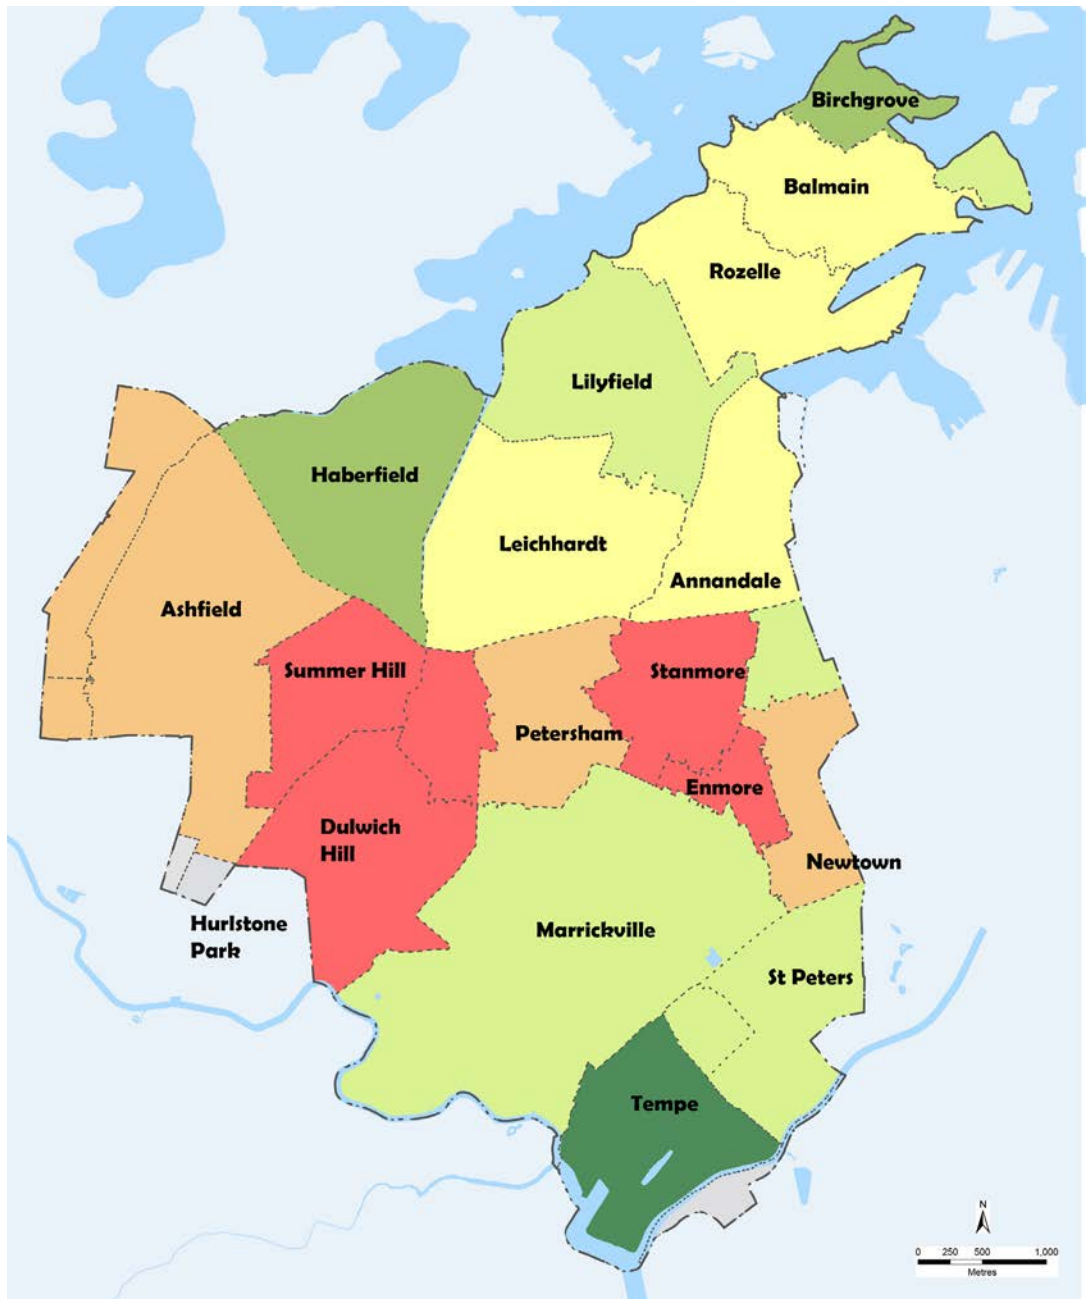 Birchgrove
Balmain
Rozelle
Lilyfield
Haberfield
Leichhardt
Annandale
Ashfield
Summer Hill
Stanmore
Petersham
Enmore
Dulwich
Hill
Newtown
Hurlstone
Park
Marrickville
St Peters
Tempe
N
0 250 500 1,000
Metres